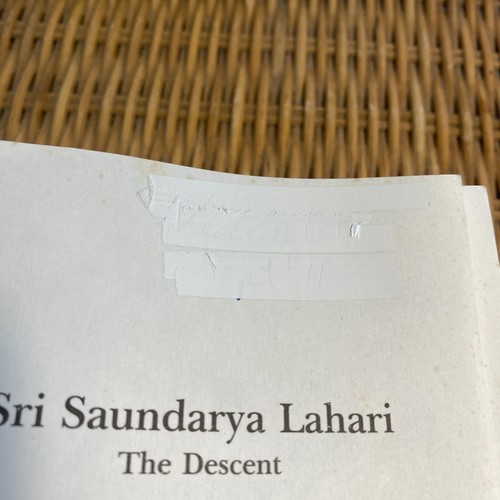 Sri Saundarya Lahari
The Descent